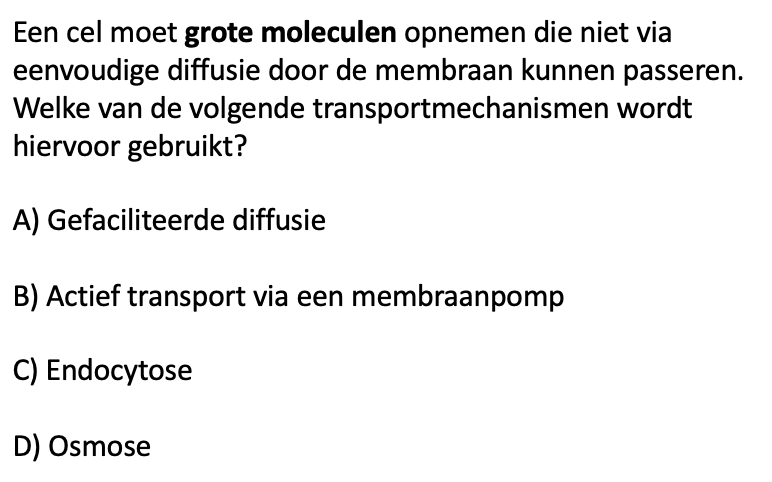 Een cel moet grote moleculen opnemen die niet via
eenvoudige diffusie door de membraan kunnen passeren.
Welke van de volgende transportmechanismen wordt
hiervoor gebruikt?
A) Gefaciliteerde diffusie
B) Actief transport via een membraanpomp
C) Endocytose
D) Osmose